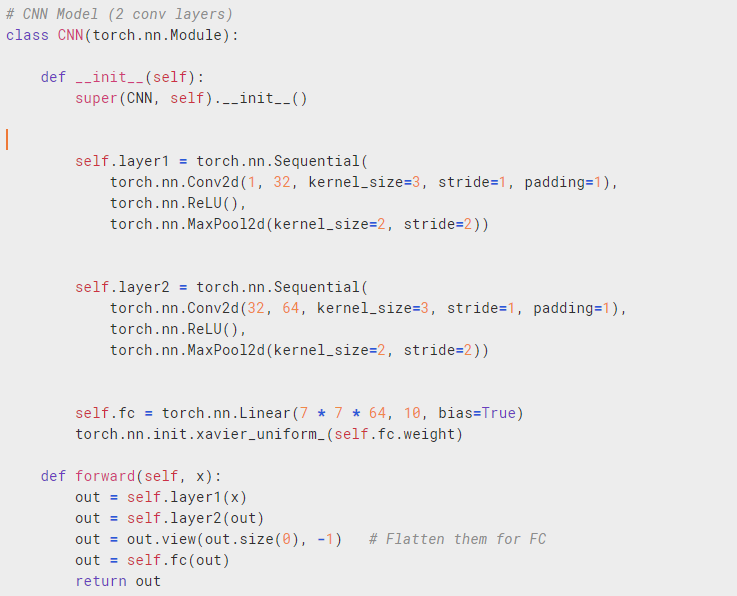 # CNN Model (2 conv layers)
class CNN(torch.nn.Module):
    def __init__(self):
        super(CNN, self).__init__()
        self.layer1 = torch.nn.Sequential(
            torch.nn.Conv2d(1, 32, kernel_size=3, stride=1, padding=1),
            torch.nn.ReLU(),
            torch.nn.MaxPool2d(kernel_size=2, stride=2))
        self.layer2 = torch.nn.Sequential(
            torch.nn.Conv2d(32, 64, kernel_size=3, stride=1, padding=1),
            torch.nn.ReLU(),
            torch.nn.MaxPool2d(kernel_size=2, stride=2))
        self.fc = torch.nn.Linear(7 * 7 * 64, 10, bias=True)
        torch.nn.init.xavier_uniform_(self.fc.weight)
    def forward(self, x):
        out = self.layer1(x)
        out = self.layer2(out)
        out = out.view(out.size(0), -1)   # Flatten them for FC
        out = self.fc(out)
        return out